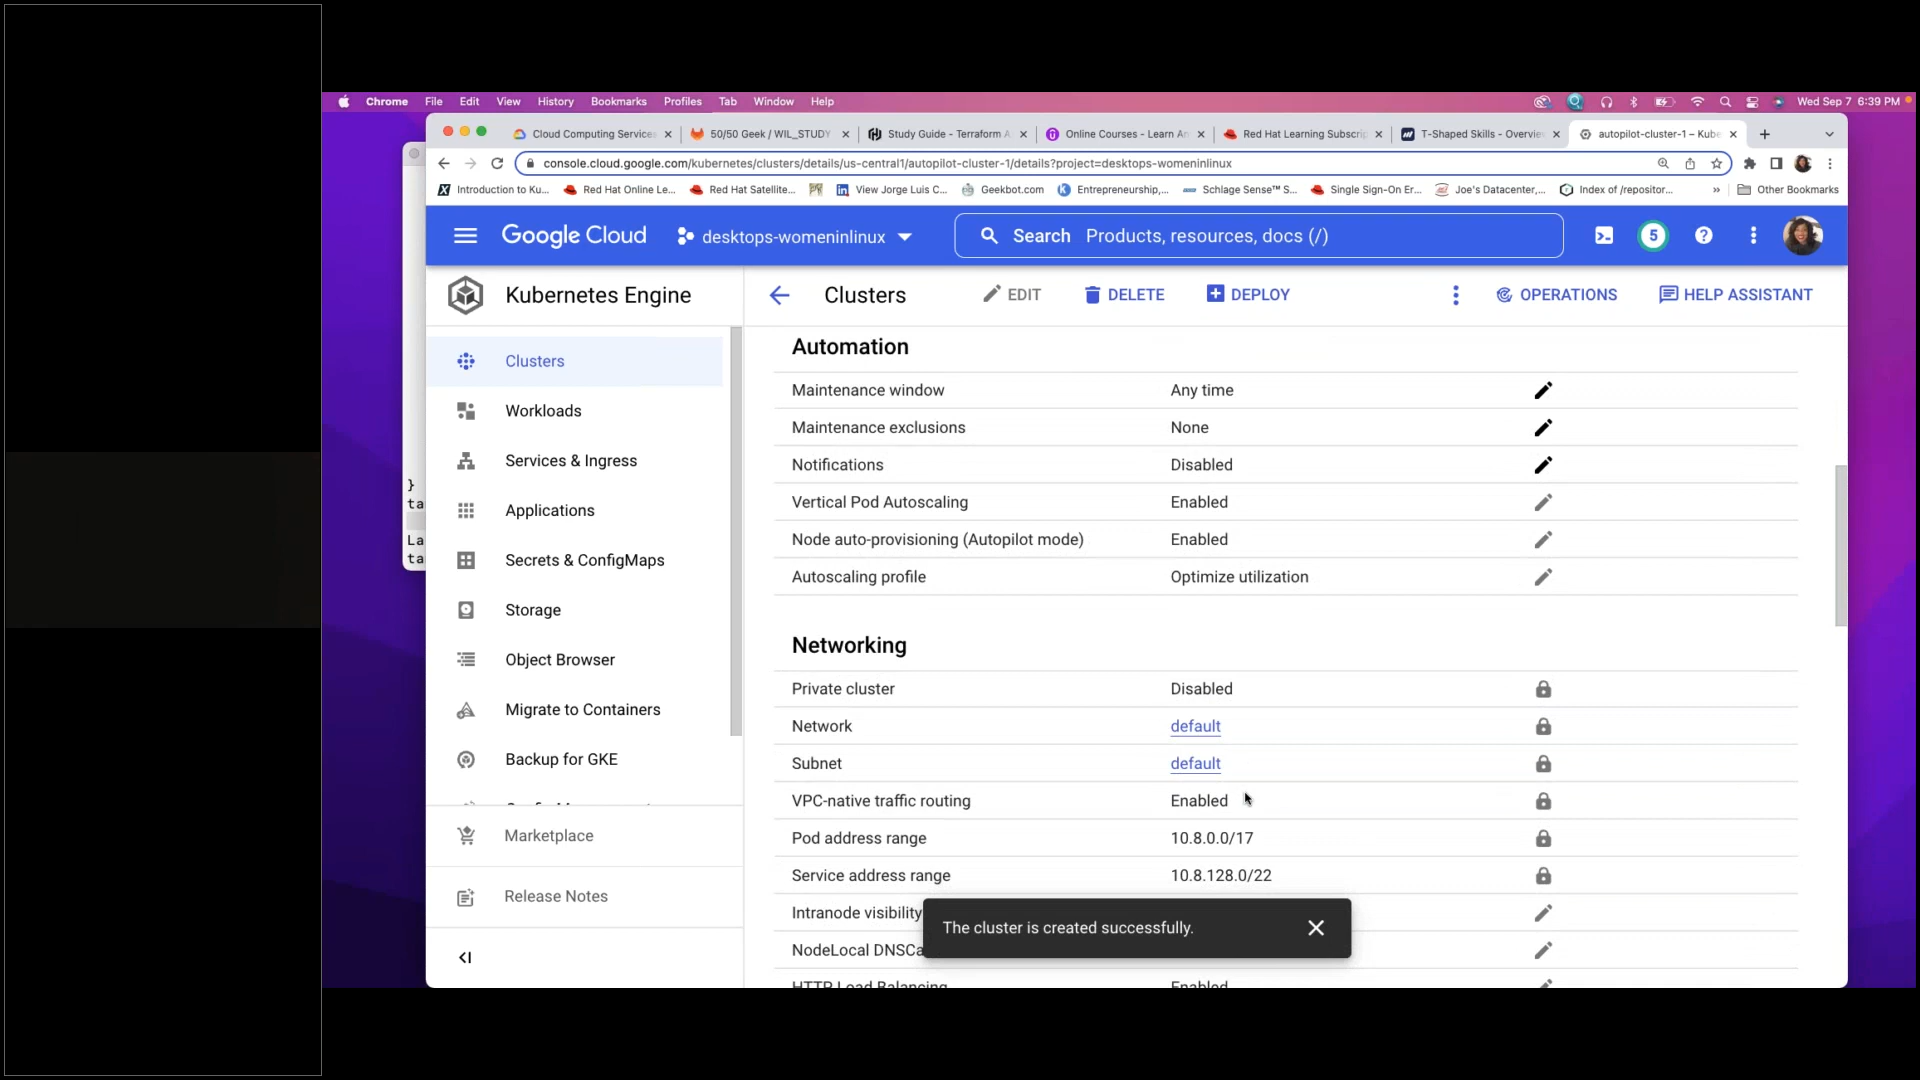 Chrome File Edit View History Bookmarks Profiles Tab Window Help Wed Sep 7 6:39 PM
Cloud Computing Services 50/50 Geek / WIL_STUDY Study Guide - Terraform A Online Courses - Learn An Red Hat Learning Subscrip T-Shaped Skills - Overvie autopilot-cluster-1 – Kube
console.cloud.google.com/kubernetes/clusters/details/us-central1/autopilot-cluster-1/details?project=desktops-womeninlinux
Introduction to Ku... Red Hat Online Le... Red Hat Satellite... View Jorge Luis C... Geekbot.com Entrepreneurship,... Schlage Sense™ S... Single Sign-On Er... Joe's Datacenter,... Index of /repositor... » Other Bookmarks
Google Cloud desktops-womeninlinux Search Products, resources, docs (/) 5
Kubernetes Engine
Clusters EDIT DELETE DEPLOY OPERATIONS HELP ASSISTANT
Clusters
Workloads
Services & Ingress
Applications
Secrets & ConfigMaps
Storage
Object Browser
Migrate to Containers
Backup for GKE
Marketplace
Release Notes
}
ta
La
ta
Automation
Maintenance window Any time
Maintenance exclusions None
Notifications Disabled
Vertical Pod Autoscaling Enabled
Node auto-provisioning (Autopilot mode) Enabled
Autoscaling profile Optimize utilization
Networking
Private cluster Disabled
Network default
Subnet default
VPC-native traffic routing Enabled
Pod address range 10.8.0.0/17
Service address range 10.8.128.0/22
Intranode visibility
NodeLocal DNSCa
HTTP Load Balancing Enabled
The cluster is created successfully.